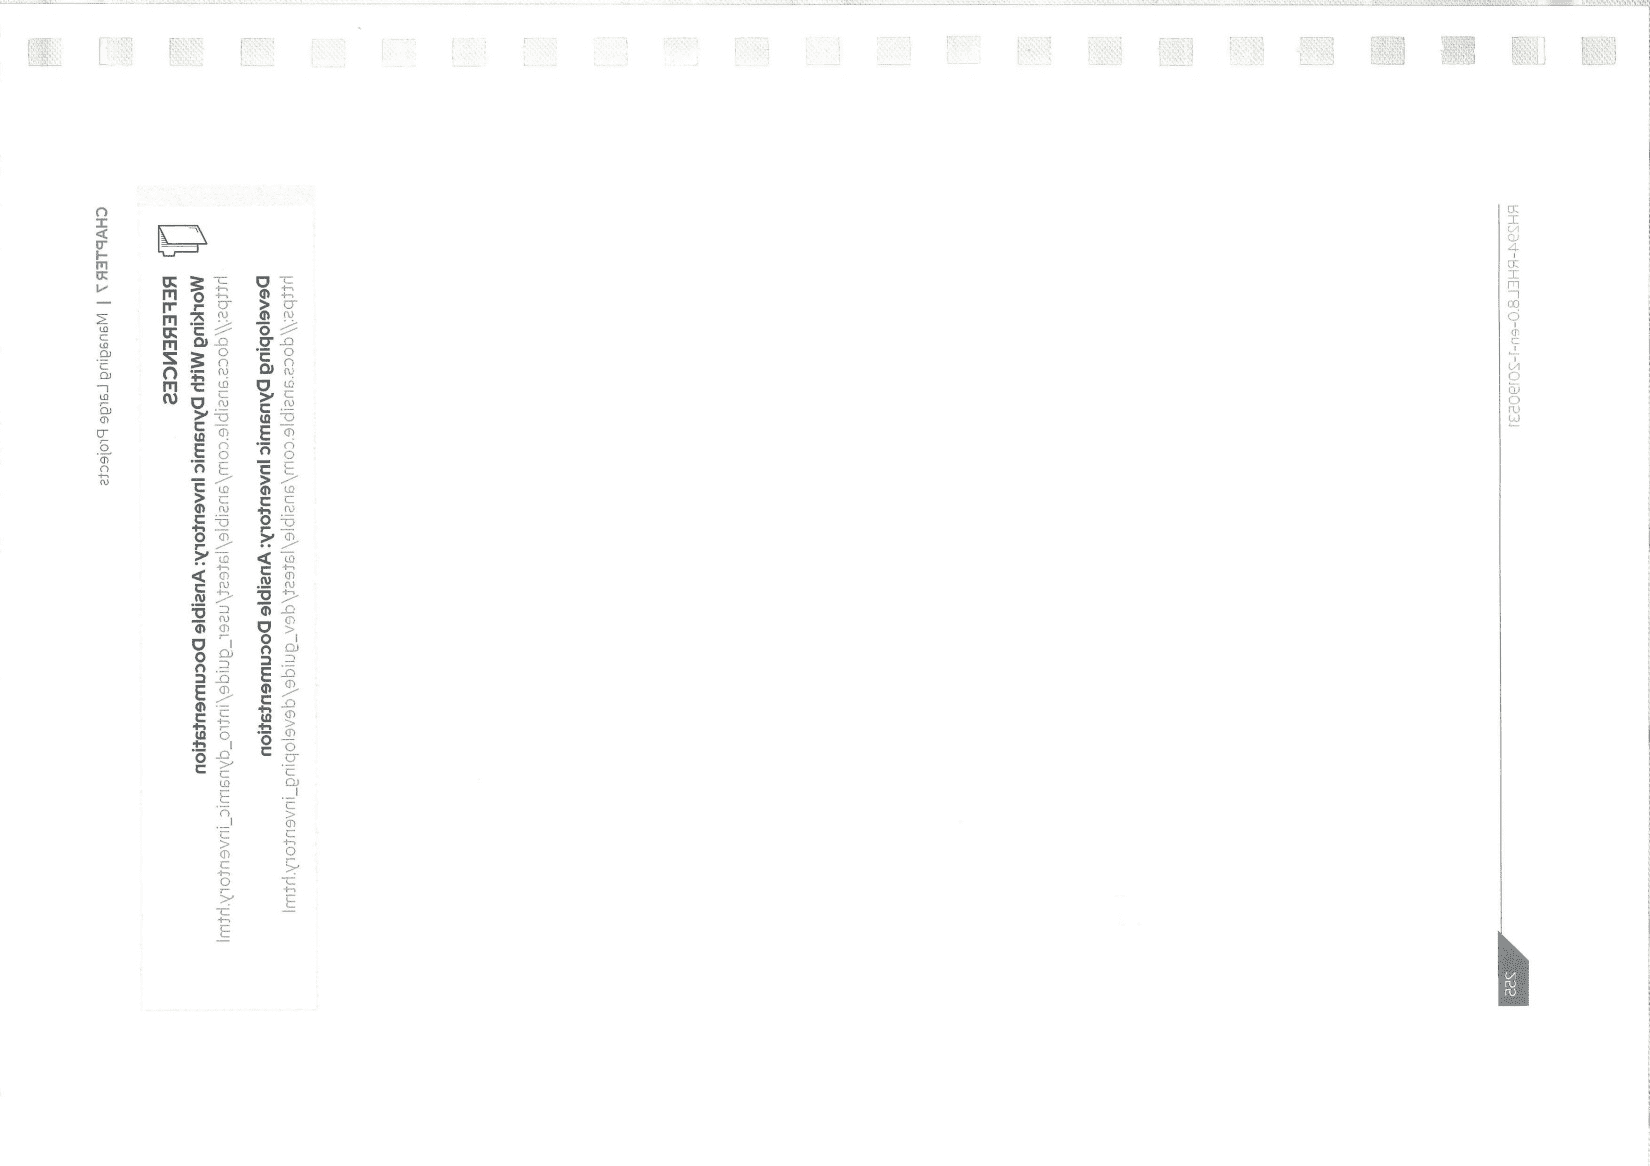 CHAPTER 7 | Managing Large Projects
REFERENCES
Working With Dynamic Inventory: Ansible Documentation
https://docs.ansible.com/ansible/latest/user_guide/intro_dynamic_inventory.html
Developing Dynamic Inventory: Ansible Documentation
https://docs.ansible.com/ansible/latest/dev_guide/developing_inventory.html
RH294-RHEL8.0-en-1-20190531
255